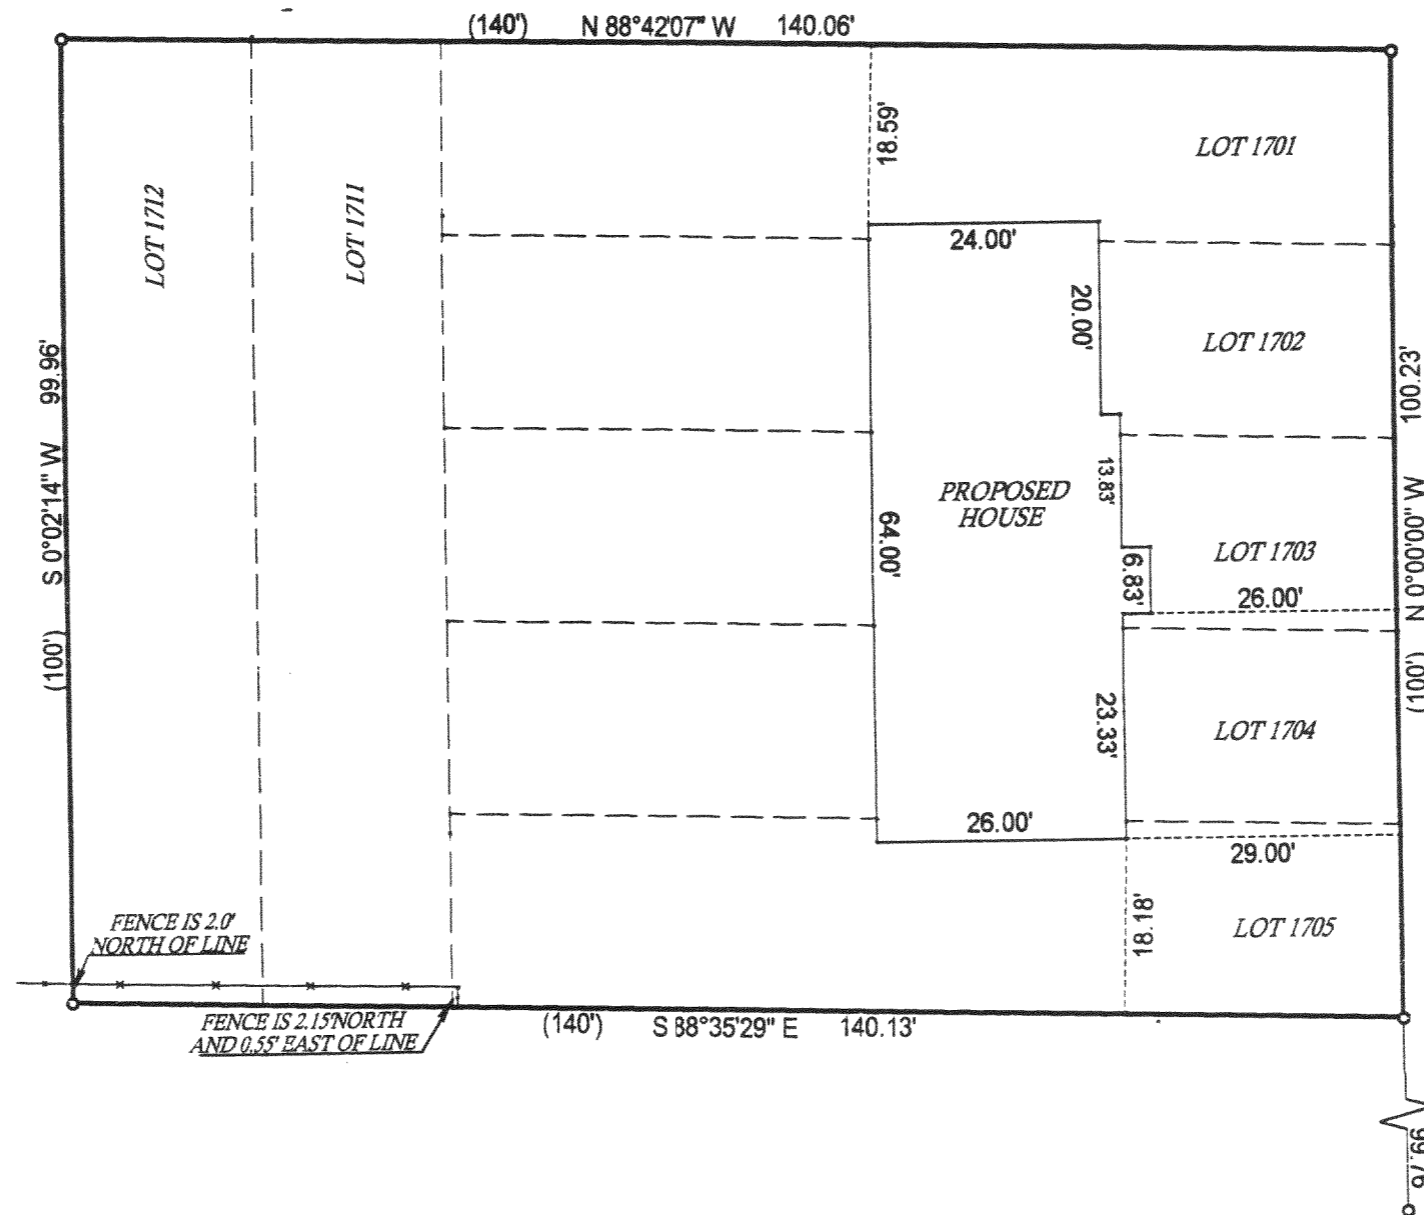 (140') N 88°42'07" W 140.06'
18.59'
LOT 1701
LOT 1712
LOT 1711
24.00'
20.00'
LOT 1702
S 0°02'14" W 99.96'
(100')
100.23'
N 0°00'00" W
(100')
13.83'
PROPOSED
HOUSE
64.00'
LOT 1703
6.83'
26.00'
23.33'
LOT 1704
26.00'
29.00'
18.18'
LOT 1705
FENCE IS 2.0'
NORTH OF LINE
FENCE IS 2.15'NORTH
AND 0.55' EAST OF LINE
(140') S 88°35'29" E 140.13'